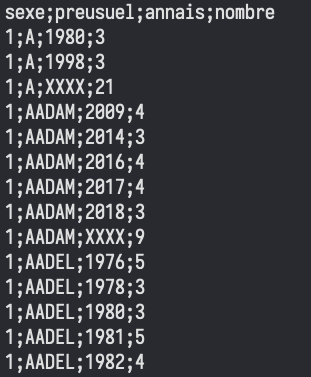 sexe;preusuel;annais;nombre
1;A;1980;3
1;A;1998;3
1;A;XXXX;21
1;AADAM;2009;4
1;AADAM;2014;3
1;AADAM;2016;4
1;AADAM;2017;4
1;AADAM;2018;3
1;AADAM;XXXX;9
1;AADEL;1976;5
1;AADEL;1978;3
1;AADEL;1980;3
1;AADEL;1981;5
1;AADEL;1982;4